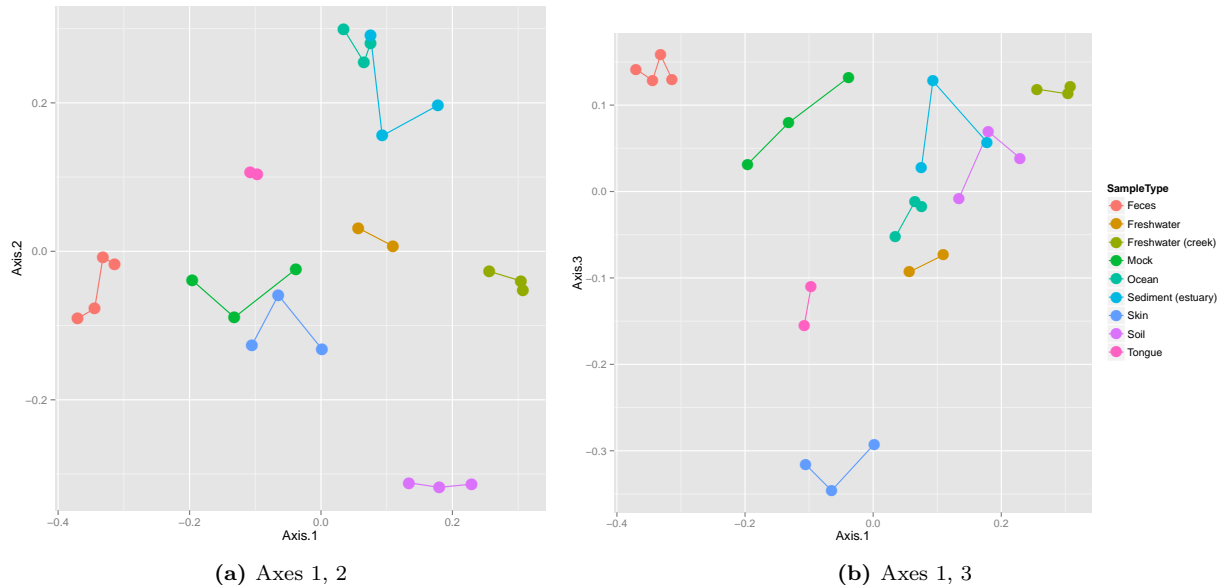 0.2
0.0
−0.2
Axis.2
−0.4
−0.2
0.0
0.2
Axis.1
(a) Axes 1, 2
0.1
0.0
−0.1
−0.2
−0.3
Axis.3
−0.4
−0.2
0.0
0.2
Axis.1
(b) Axes 1, 3
SampleType
Feces
Freshwater
Freshwater (creek)
Mock
Ocean
Sediment (estuary)
Skin
Soil
Tongue